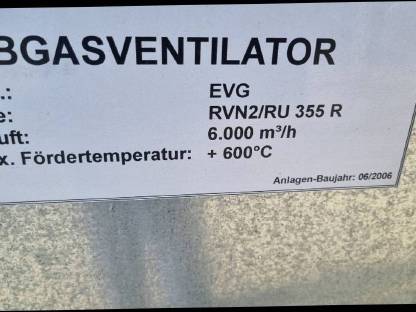 BGASVENTILATOR
.: EVG
e: RVN2/RU 355 R
uft: 6.000 m³/h
x. Fördertemperatur: + 600°C
Anlagen-Baujahr: 06/2006